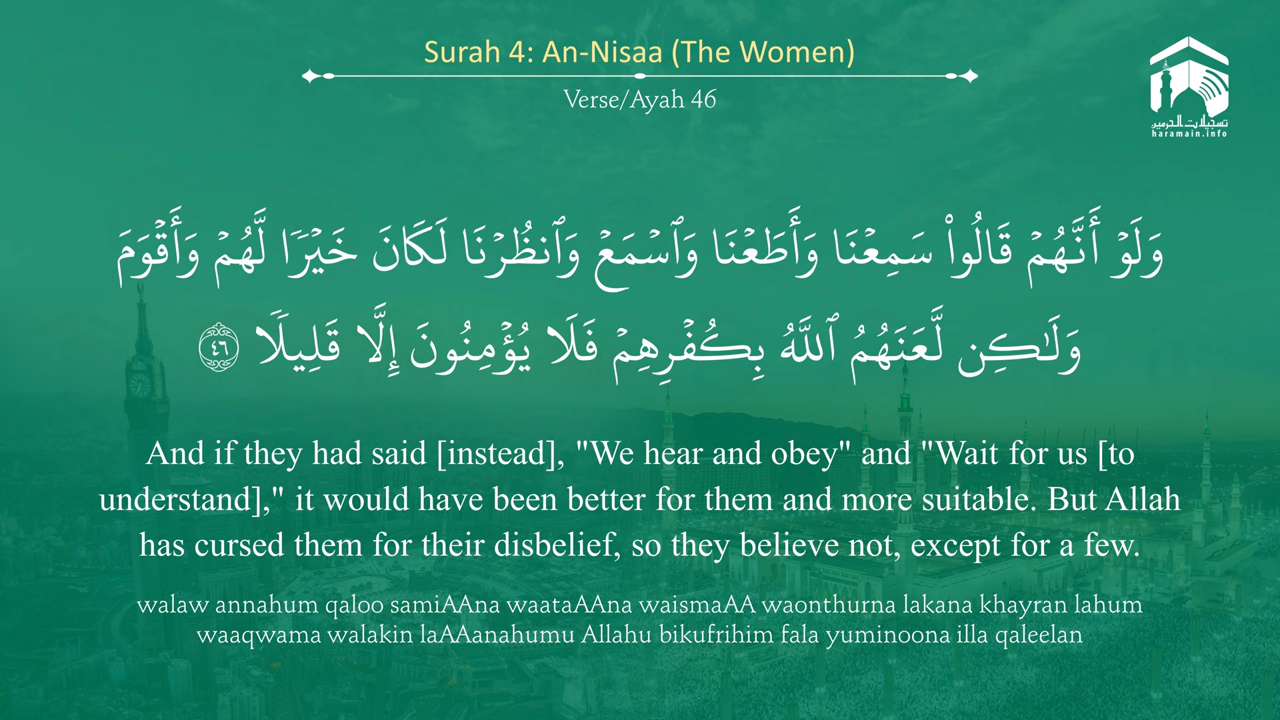 Surah 4: An-Nisaa (The Women)
Verse/Ayah 46
تسجيلات الحرمين
haramain.info
وَلَوْ أَنَّهُمْ قَالُوا۟ سَمِعْنَا وَأَطَعْنَا وَٱسْمَعْ وَٱنظُرْنَا لَكَانَ خَيْرًا لَّهُمْ وَأَقْوَمَ
وَلَـٰكِن لَّعَنَهُمُ ٱللَّهُ بِكُفْرِهِمْ فَلَا يُؤْمِنُونَ إِلَّا قَلِيلًا ٤٦
And if they had said [instead], "We hear and obey" and "Wait for us [to
understand]," it would have been better for them and more suitable. But Allah
has cursed them for their disbelief, so they believe not, except for a few.
walaw annahum qaloo samiAAna waataAAna waismaAA waonthurna lakana khayran lahum
waaqwama walakin laAAanahumu Allahu bikufrihim fala yuminoona illa qaleelan